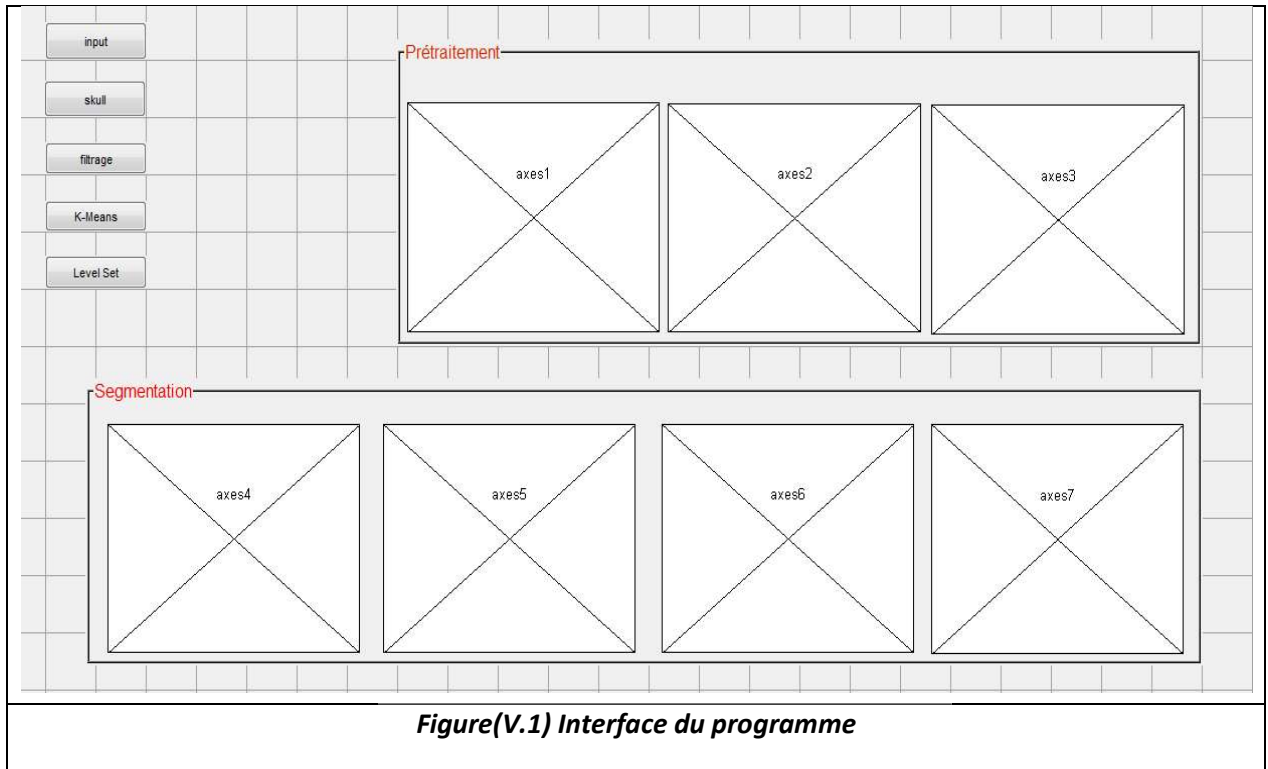 input
skull
filtrage
K-Means
Level Set
Prétraitement
axes1
axes2
axes3
Segmentation
axes4
axes5
axes6
axes7
Figure(V.1) Interface du programme